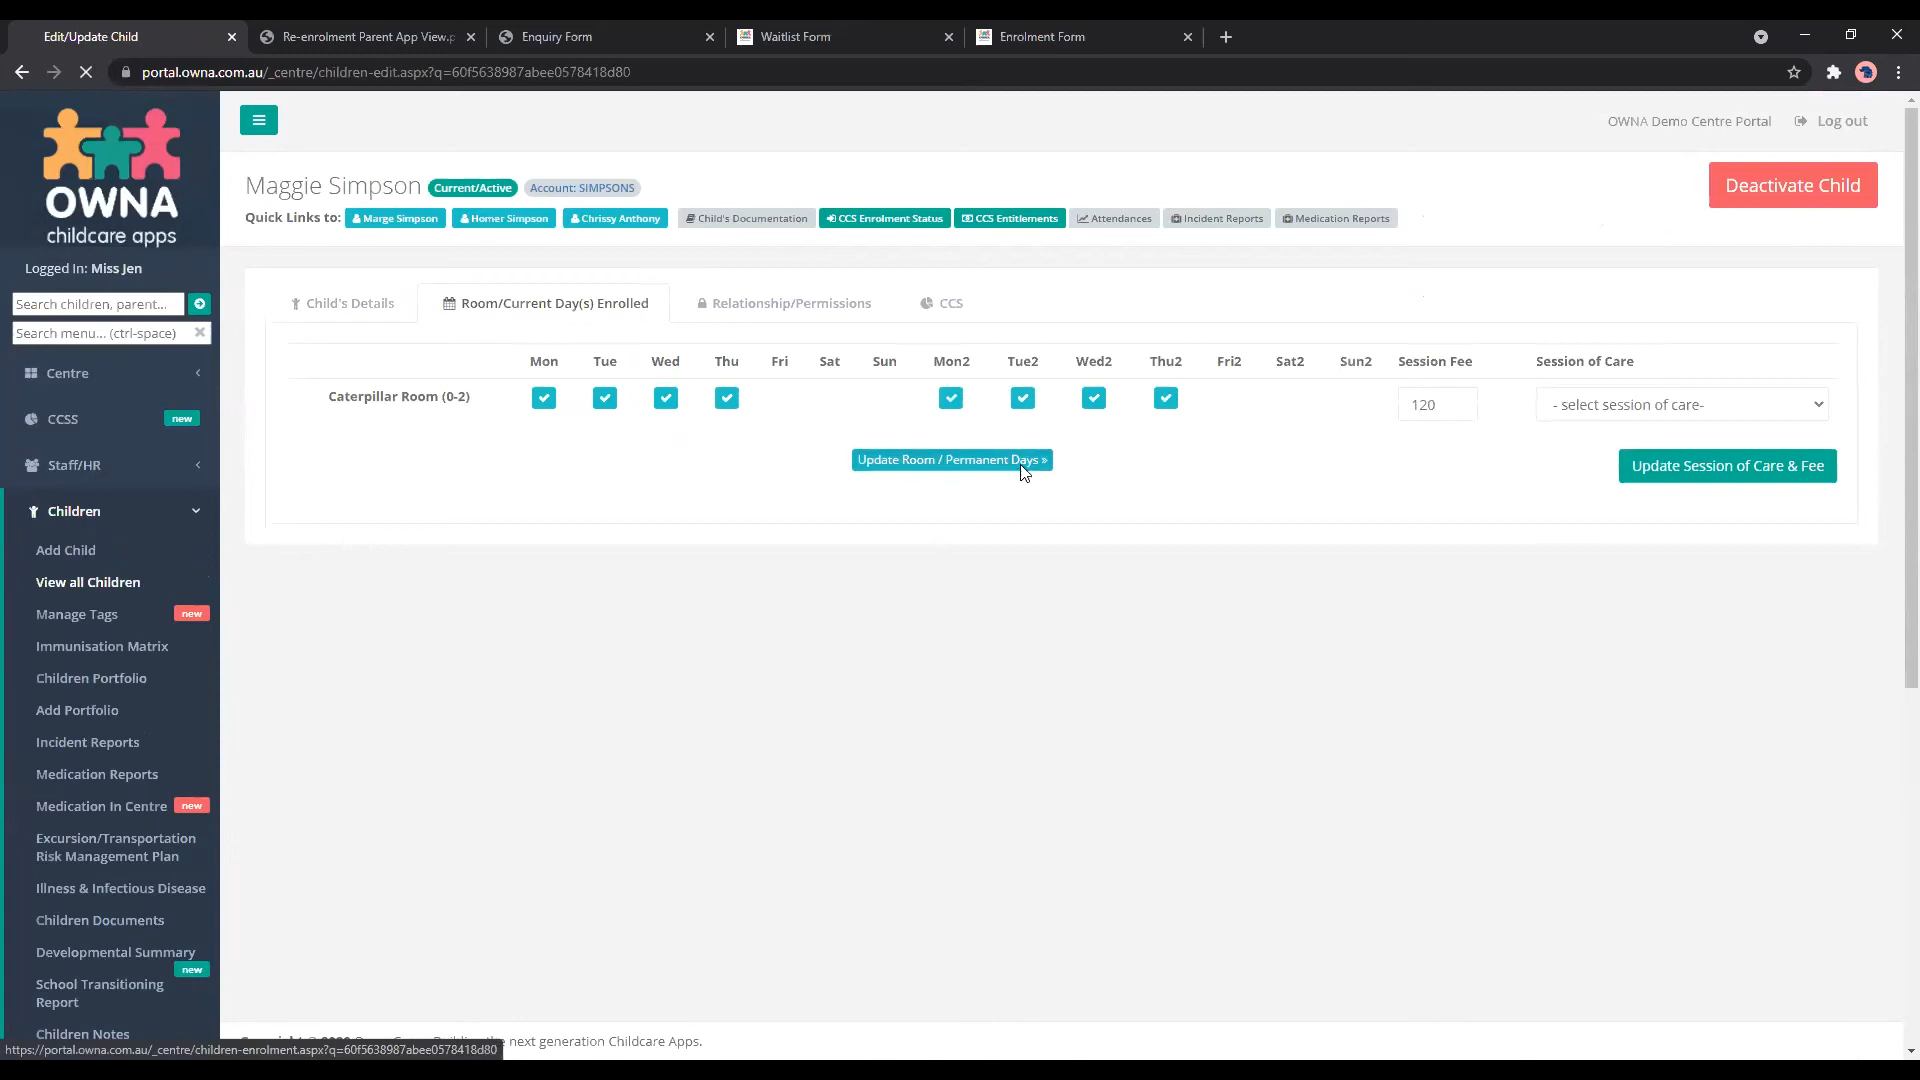 Edit/Update Child
Re-enrolment Parent App View.p
Enquiry Form
Waitlist Form
Enrolment Form
portal.owna.com.au/_centre/children-edit.aspx?q=60f5638987abee0578418d80
OWNA
childcare apps
Logged In: Miss Jen
Search children, parent...
Search menu... (ctrl-space)
Centre
CCSS new
Staff/HR
Children
Add Child
View all Children
Manage Tags new
Immunisation Matrix
Children Portfolio
Add Portfolio
Incident Reports
Medication Reports
Medication In Centre new
Excursion/Transportation
Risk Management Plan
Illness & Infectious Disease
Children Documents
Developmental Summary
new
School Transitioning
Report
Children Notes
OWNA Demo Centre Portal Log out
Maggie Simpson Current/Active Account: SIMPSONS
Deactivate Child
Quick Links to: Marge Simpson Homer Simpson Chrissy Anthony Child's Documentation CCS Enrolment Status CCS Entitlements Attendances Incident Reports Medication Reports
Child's Details Room/Current Day(s) Enrolled Relationship/Permissions CCS
Mon Tue Wed Thu Fri Sat Sun Mon2 Tue2 Wed2 Thu2 Fri2 Sat2 Sun2 Session Fee Session of Care
Caterpillar Room (0-2) 120 - select session of care-
Update Room / Permanent Days »
Update Session of Care & Fee
the next generation Childcare Apps.
https://portal.owna.com.au/_centre/children-enrolment.aspx?q=60f5638987abee0578418d80